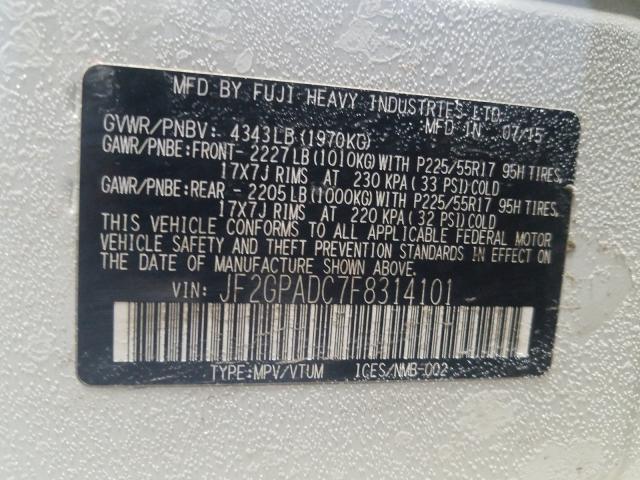 MFD BY FUJI HEAVY INDUSTRIES LTD.
GVWR/PNBV: 4343LB(1970KG) MFD IN 07/15
GAWR/PNBE:FRONT- 2227LB(1010KG)WITH P225/55R17 95H TIRES,
17X7J RIMS AT 230 KPA(33 PSI)COLD
GAWR/PNBE:REAR - 2205LB(1000KG)WITH P225/55R17 95H TIRES,
17X7J RIMS AT 220 KPA(32 PSI)COLD
THIS VEHICLE CONFORMS TO ALL APPLICABLE FEDERAL MOTOR
VEHICLE SAFETY AND THEFT PREVENTION STANDARDS IN EFFECT ON
THE DATE OF MANUFACTURE SHOWN ABOVE.
VIN: JF2GPADC7F8314101
TYPE:MPV/VTUM ICES/NMB-002